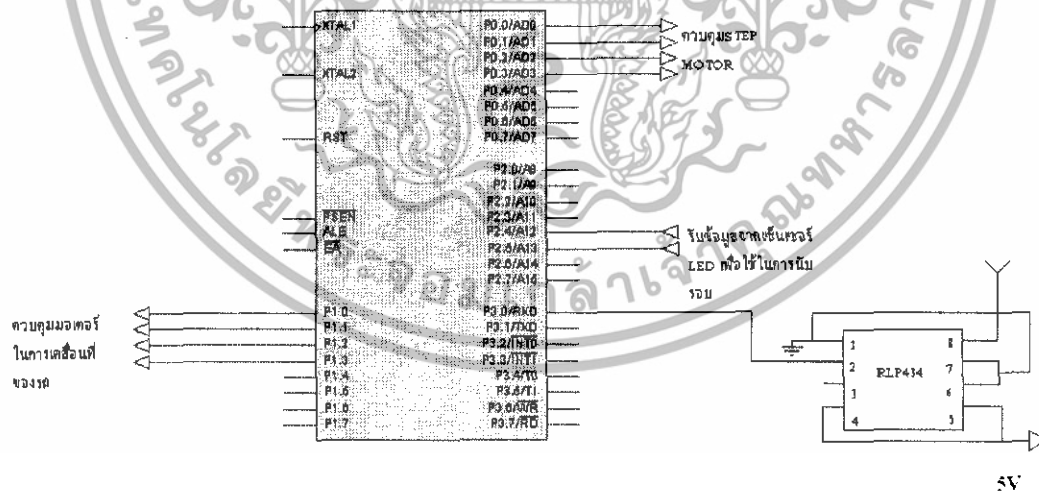 XTAL1
XTAL2
RST
PSEN
ALE
EA
P1.0
P1.1
P1.2
P1.3
P1.4
P1.5
P1.6
P1.7
P0.0/AD0
P0.1/AD1
P0.2/AD2
P0.3/AD3
P0.4/AD4
P0.5/AD5
P0.6/AD6
P0.7/AD7
P2.0/A8
P2.1/A9
P2.2/A10
P2.3/A11
P2.4/A12
P2.5/A13
P2.6/A14
P2.7/A15
P3.0/RXD
P3.1/TXD
P3.2/INT0
P3.3/INT1
P3.4/T0
P3.5/T1
P3.6/WR
P3.7/RD
ควบคุมSTEP
MOTOR
รับข้อมูลจากเซ็นเซอร์
LED เพื่อใช้ในการนับ
รอบ
ควบคุมมอเตอร์
ในการเคลื่อนที่
ของรถ
1
2
3
4
RLP434
8
7
6
5
5V